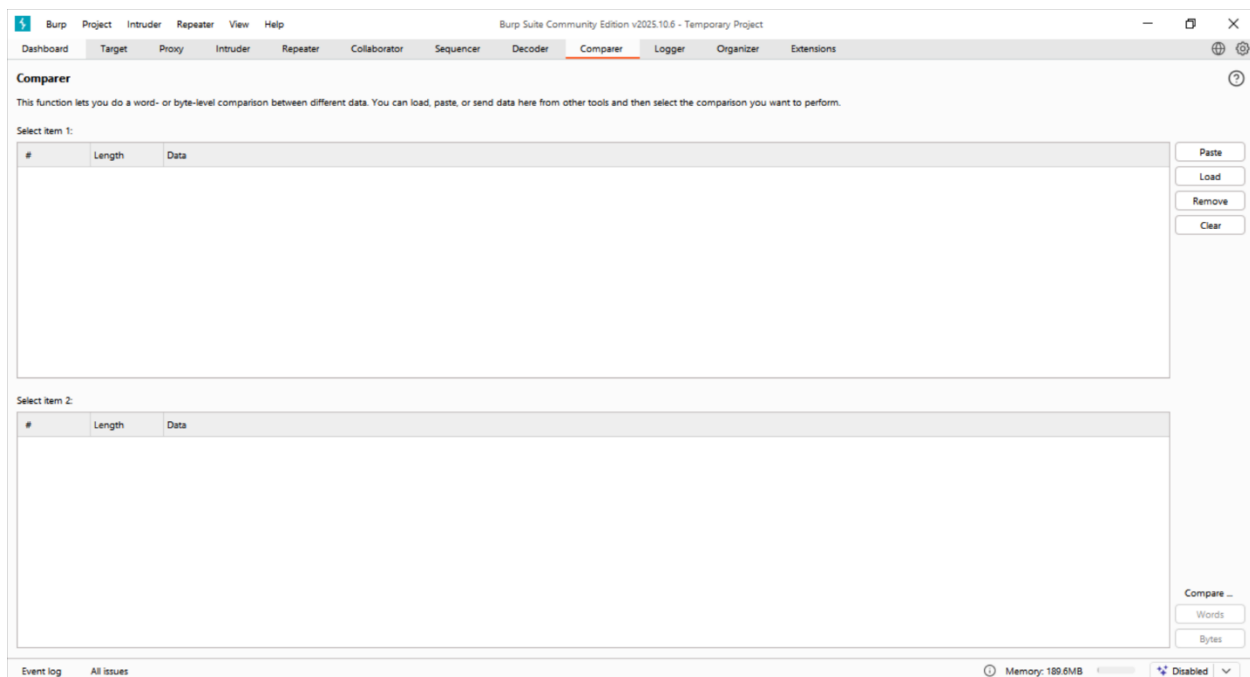 Burp Project Intruder Repeater View Help Burp Suite Community Edition v2025.10.6 - Temporary Project
Dashboard Target Proxy Intruder Repeater Collaborator Sequencer Decoder Comparer Logger Organizer Extensions
Comparer
This function lets you do a word- or byte-level comparison between different data. You can load, paste, or send data here from other tools and then select the comparison you want to perform.
Select item 1:
# Length Data
Paste
Load
Remove
Clear
Select item 2:
# Length Data
Compare ...
Words
Bytes
Event log All issues Memory: 189.6MB Disabled